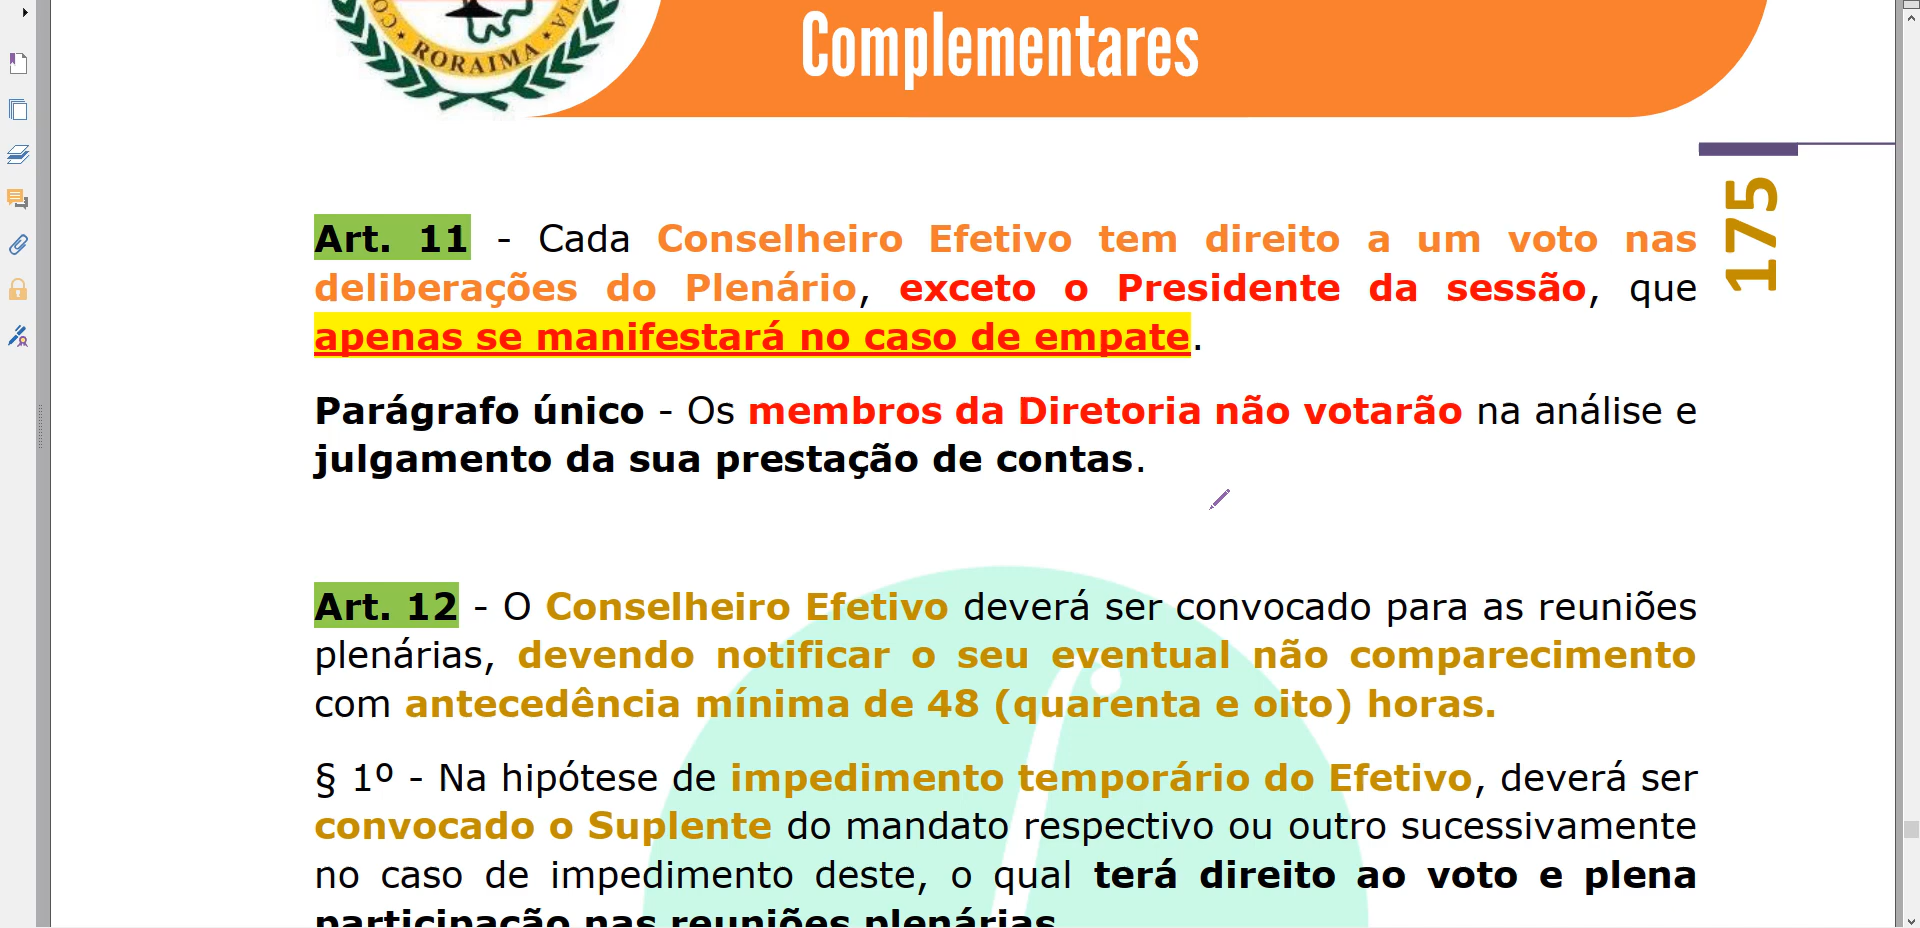 RORAIMA
Complementares
175
Art. 11 - Cada Conselheiro Efetivo tem direito a um voto nas
deliberações do Plenário, exceto o Presidente da sessão, que
apenas se manifestará no caso de empate.
Parágrafo único - Os membros da Diretoria não votarão na análise e
julgamento da sua prestação de contas.
Art. 12 - O Conselheiro Efetivo deverá ser convocado para as reuniões
plenárias, devendo notificar o seu eventual não comparecimento
com antecedência mínima de 48 (quarenta e oito) horas.
§ 1º - Na hipótese de impedimento temporário do Efetivo, deverá ser
convocado o Suplente do mandato respectivo ou outro sucessivamente
no caso de impedimento deste, o qual terá direito ao voto e plena
participação nas reuniões plenárias